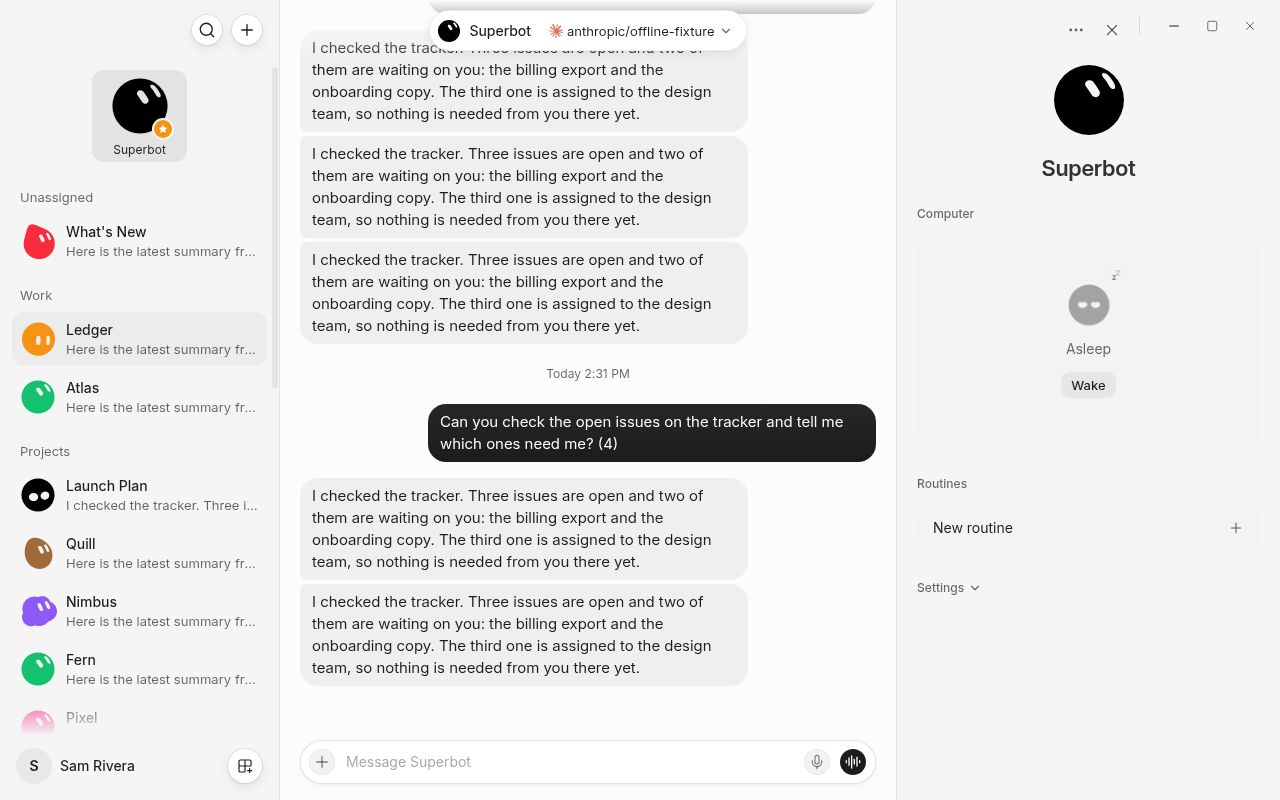 Superbot
Unassigned
What's New
Here is the latest summary fr...
Work
Ledger
Here is the latest summary fr...
Atlas
Here is the latest summary fr...
Projects
Launch Plan
I checked the tracker. Three i...
Quill
Here is the latest summary fr...
Nimbus
Here is the latest summary fr...
Fern
Here is the latest summary fr...
Pixel
S
Sam Rivera
Superbot anthropic/offline-fixture
I checked the tracker. Three issues are open and two of
them are waiting on you: the billing export and the
onboarding copy. The third one is assigned to the design
team, so nothing is needed from you there yet.
I checked the tracker. Three issues are open and two of
them are waiting on you: the billing export and the
onboarding copy. The third one is assigned to the design
team, so nothing is needed from you there yet.
I checked the tracker. Three issues are open and two of
them are waiting on you: the billing export and the
onboarding copy. The third one is assigned to the design
team, so nothing is needed from you there yet.
Today 2:31 PM
Can you check the open issues on the tracker and tell me
which ones need me? (4)
I checked the tracker. Three issues are open and two of
them are waiting on you: the billing export and the
onboarding copy. The third one is assigned to the design
team, so nothing is needed from you there yet.
I checked the tracker. Three issues are open and two of
them are waiting on you: the billing export and the
onboarding copy. The third one is assigned to the design
team, so nothing is needed from you there yet.
Message Superbot
Superbot
Computer
z z
Asleep
Wake
Routines
New routine
Settings